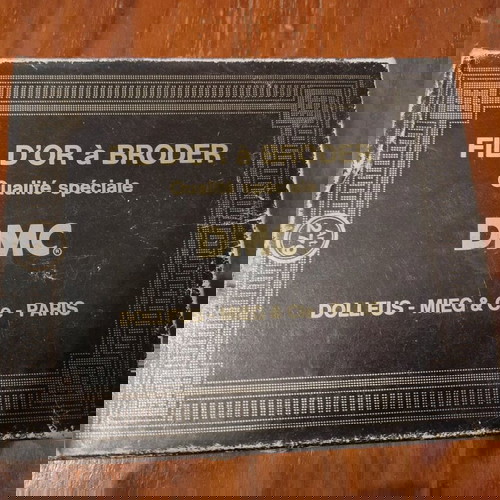 FIL D'OR à BRODER
Qualité spéciale
DMC®
DOLLFUS - MIEG & Cie - PARIS